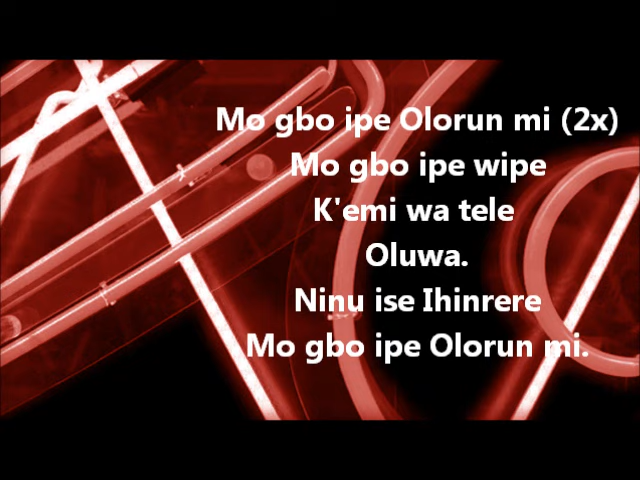 Mo gbo ipe Olorun mi (2x)
Mo gbo ipe wipe
K'emi wa tele
Oluwa.
Ninu ise Ihinrere
Mo gbo ipe Olorun mi.